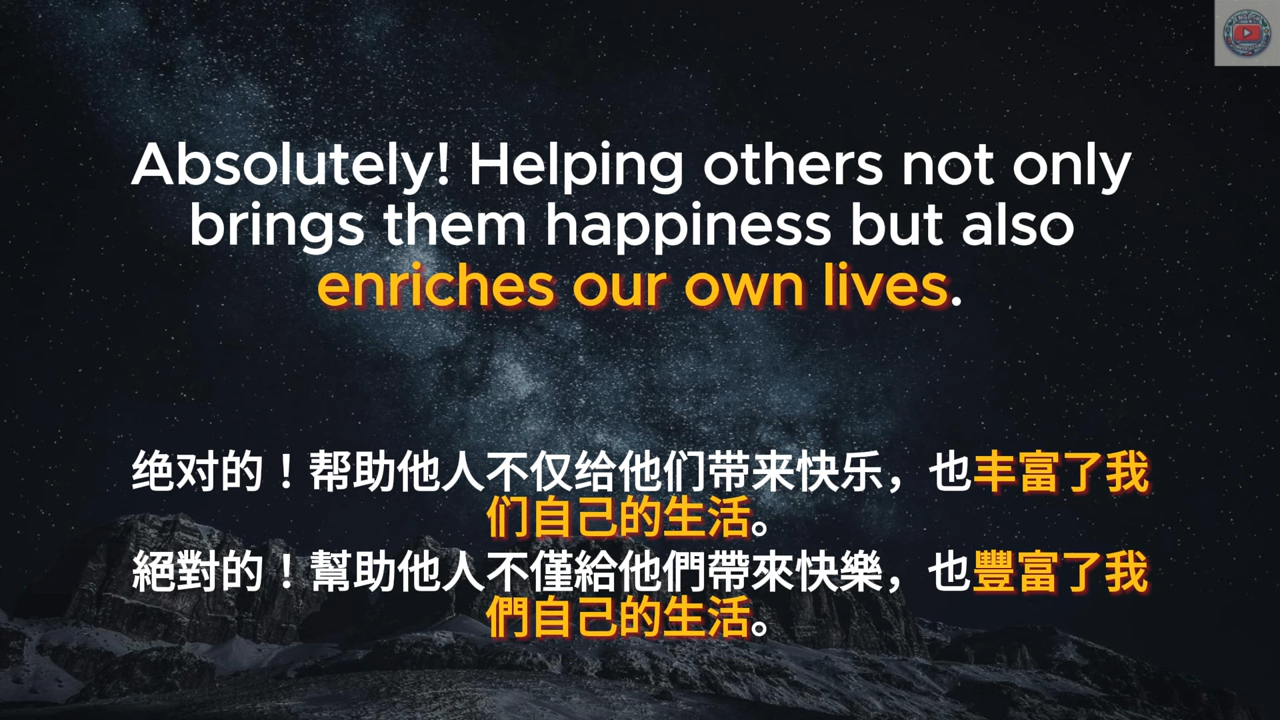 Absolutely! Helping others not only
brings them happiness but also
enriches our own lives.
绝对的！帮助他人不仅给他们带来快乐，也丰富了我
们自己的生活。
絕對的！幫助他人不僅給他們帶來快樂，也豐富了我
們自己的生活。